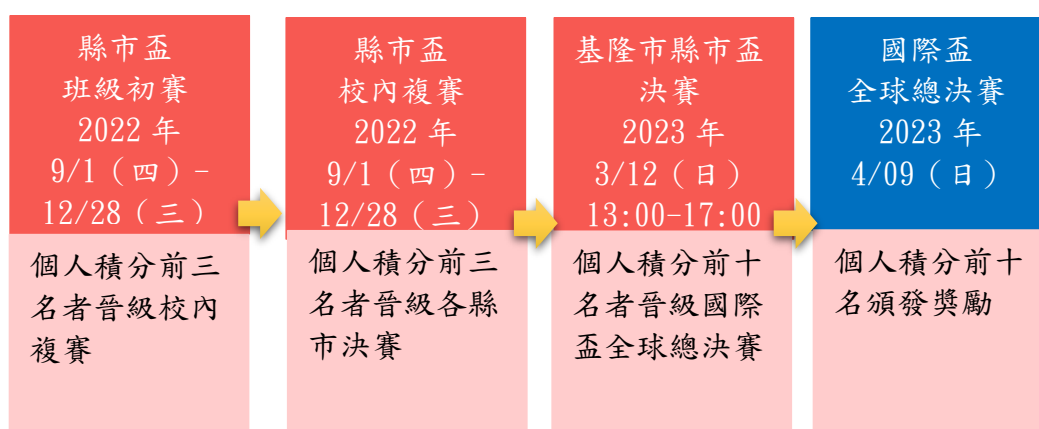 縣市盃
班級初賽
2022 年
9/1（四）-
12/28（三）
個人積分前三
名者晉級校內
複賽
縣市盃
校內複賽
2022 年
9/1（四）-
12/28（三）
個人積分前三
名者晉級各縣
市決賽
基隆市縣市盃
決賽
2023 年
3/12（日）
13:00-17:00
個人積分前十
名者晉級國際
盃全球總決賽
國際盃
全球總決賽
2023 年
4/09（日）
個人積分前十
名頒發獎勵